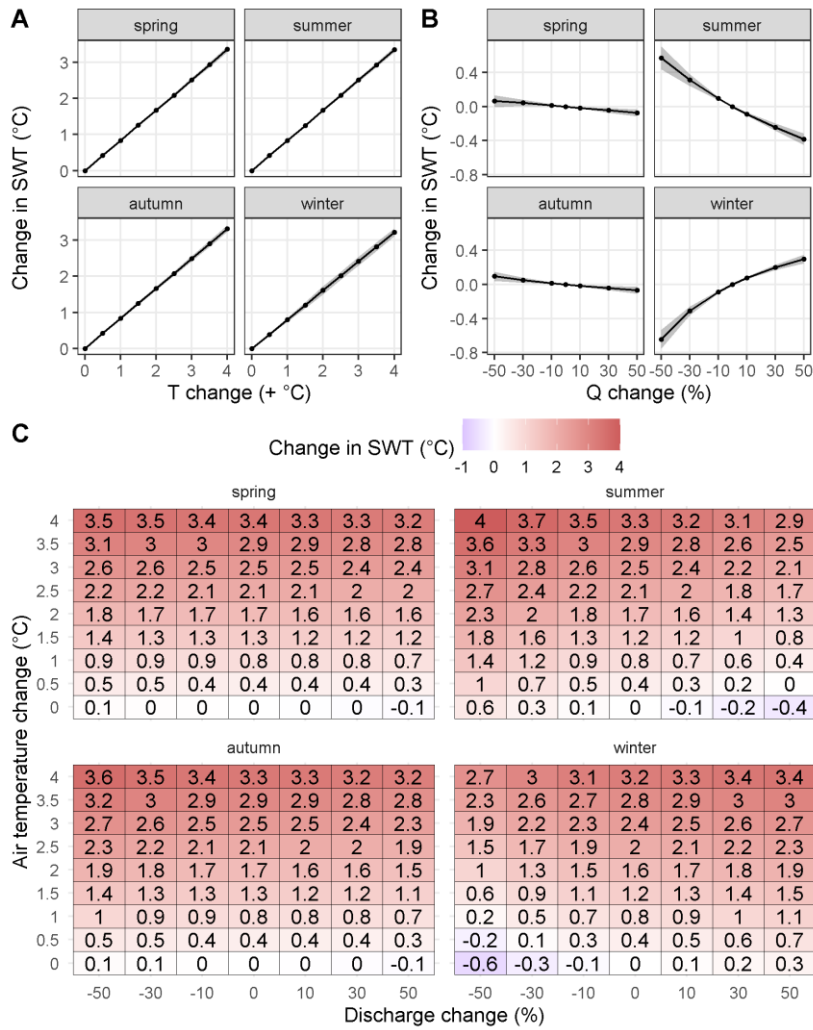 A
B
spring
summer
spring
summer
3
2
1
0
0.4
0.0
-0.4
-0.8
autumn
winter
autumn
winter
3
2
1
0
0.4
0.0
-0.4
-0.8
Change in SWT (°C)
Change in SWT (°C)
0 1 2 3 4 0 1 2 3 4
-50 -30 -10 10 30 50 -50 -30 -10 10 30 50
T change (+ °C)
Q change (%)
C
Change in SWT (°C)
-1 0 1 2 3 4
spring
4 3.5 3.5 3.4 3.4 3.3 3.3 3.2
3.5 3.1 3 3 2.9 2.9 2.8 2.8
3 2.6 2.6 2.5 2.5 2.5 2.4 2.4
2.5 2.2 2.2 2.1 2.1 2.1 2 2
2 1.8 1.7 1.7 1.7 1.6 1.6 1.6
1.5 1.4 1.3 1.3 1.3 1.2 1.2 1.2
1 0.9 0.9 0.9 0.8 0.8 0.8 0.7
0.5 0.5 0.5 0.4 0.4 0.4 0.4 0.3
0 0.1 0 0 0 0 0 -0.1
summer
4 3.7 3.5 3.3 3.2 3.1 2.9
3.6 3.3 3 2.9 2.8 2.6 2.5
3.1 2.8 2.6 2.5 2.4 2.2 2.1
2.7 2.4 2.2 2.1 2 1.8 1.7
2.3 2 1.8 1.7 1.6 1.4 1.3
1.8 1.6 1.3 1.2 1.2 1 0.8
1.4 1.2 0.9 0.8 0.7 0.6 0.4
1 0.7 0.5 0.4 0.3 0.2 0
0.6 0.3 0.1 0 -0.1 -0.2 -0.4
Air temperature change (°C)
autumn
4 3.6 3.5 3.4 3.3 3.3 3.2 3.2
3.5 3.2 3 2.9 2.9 2.9 2.8 2.8
3 2.7 2.6 2.5 2.5 2.5 2.4 2.3
2.5 2.3 2.2 2.1 2.1 2 2 1.9
2 1.9 1.8 1.7 1.7 1.6 1.6 1.5
1.5 1.4 1.3 1.3 1.3 1.2 1.2 1.1
1 1 0.9 0.9 0.8 0.8 0.8 0.7
0.5 0.5 0.5 0.4 0.4 0.4 0.4 0.3
0 0.1 0.1 0 0 0 0 -0.1
winter
2.7 3 3.1 3.2 3.3 3.4 3.4
2.3 2.6 2.7 2.8 2.9 3 3
1.9 2.2 2.3 2.4 2.5 2.6 2.7
1.5 1.7 1.9 2 2.1 2.2 2.3
1 1.3 1.5 1.6 1.7 1.8 1.9
0.6 0.9 1.1 1.2 1.3 1.4 1.5
0.2 0.5 0.7 0.8 0.9 1 1.1
-0.2 0.1 0.3 0.4 0.5 0.6 0.7
-0.6 -0.3 -0.1 0 0.1 0.2 0.3
-50 -30 -10 0 10 30 50 -50 -30 -10 0 10 30 50
Discharge change (%)